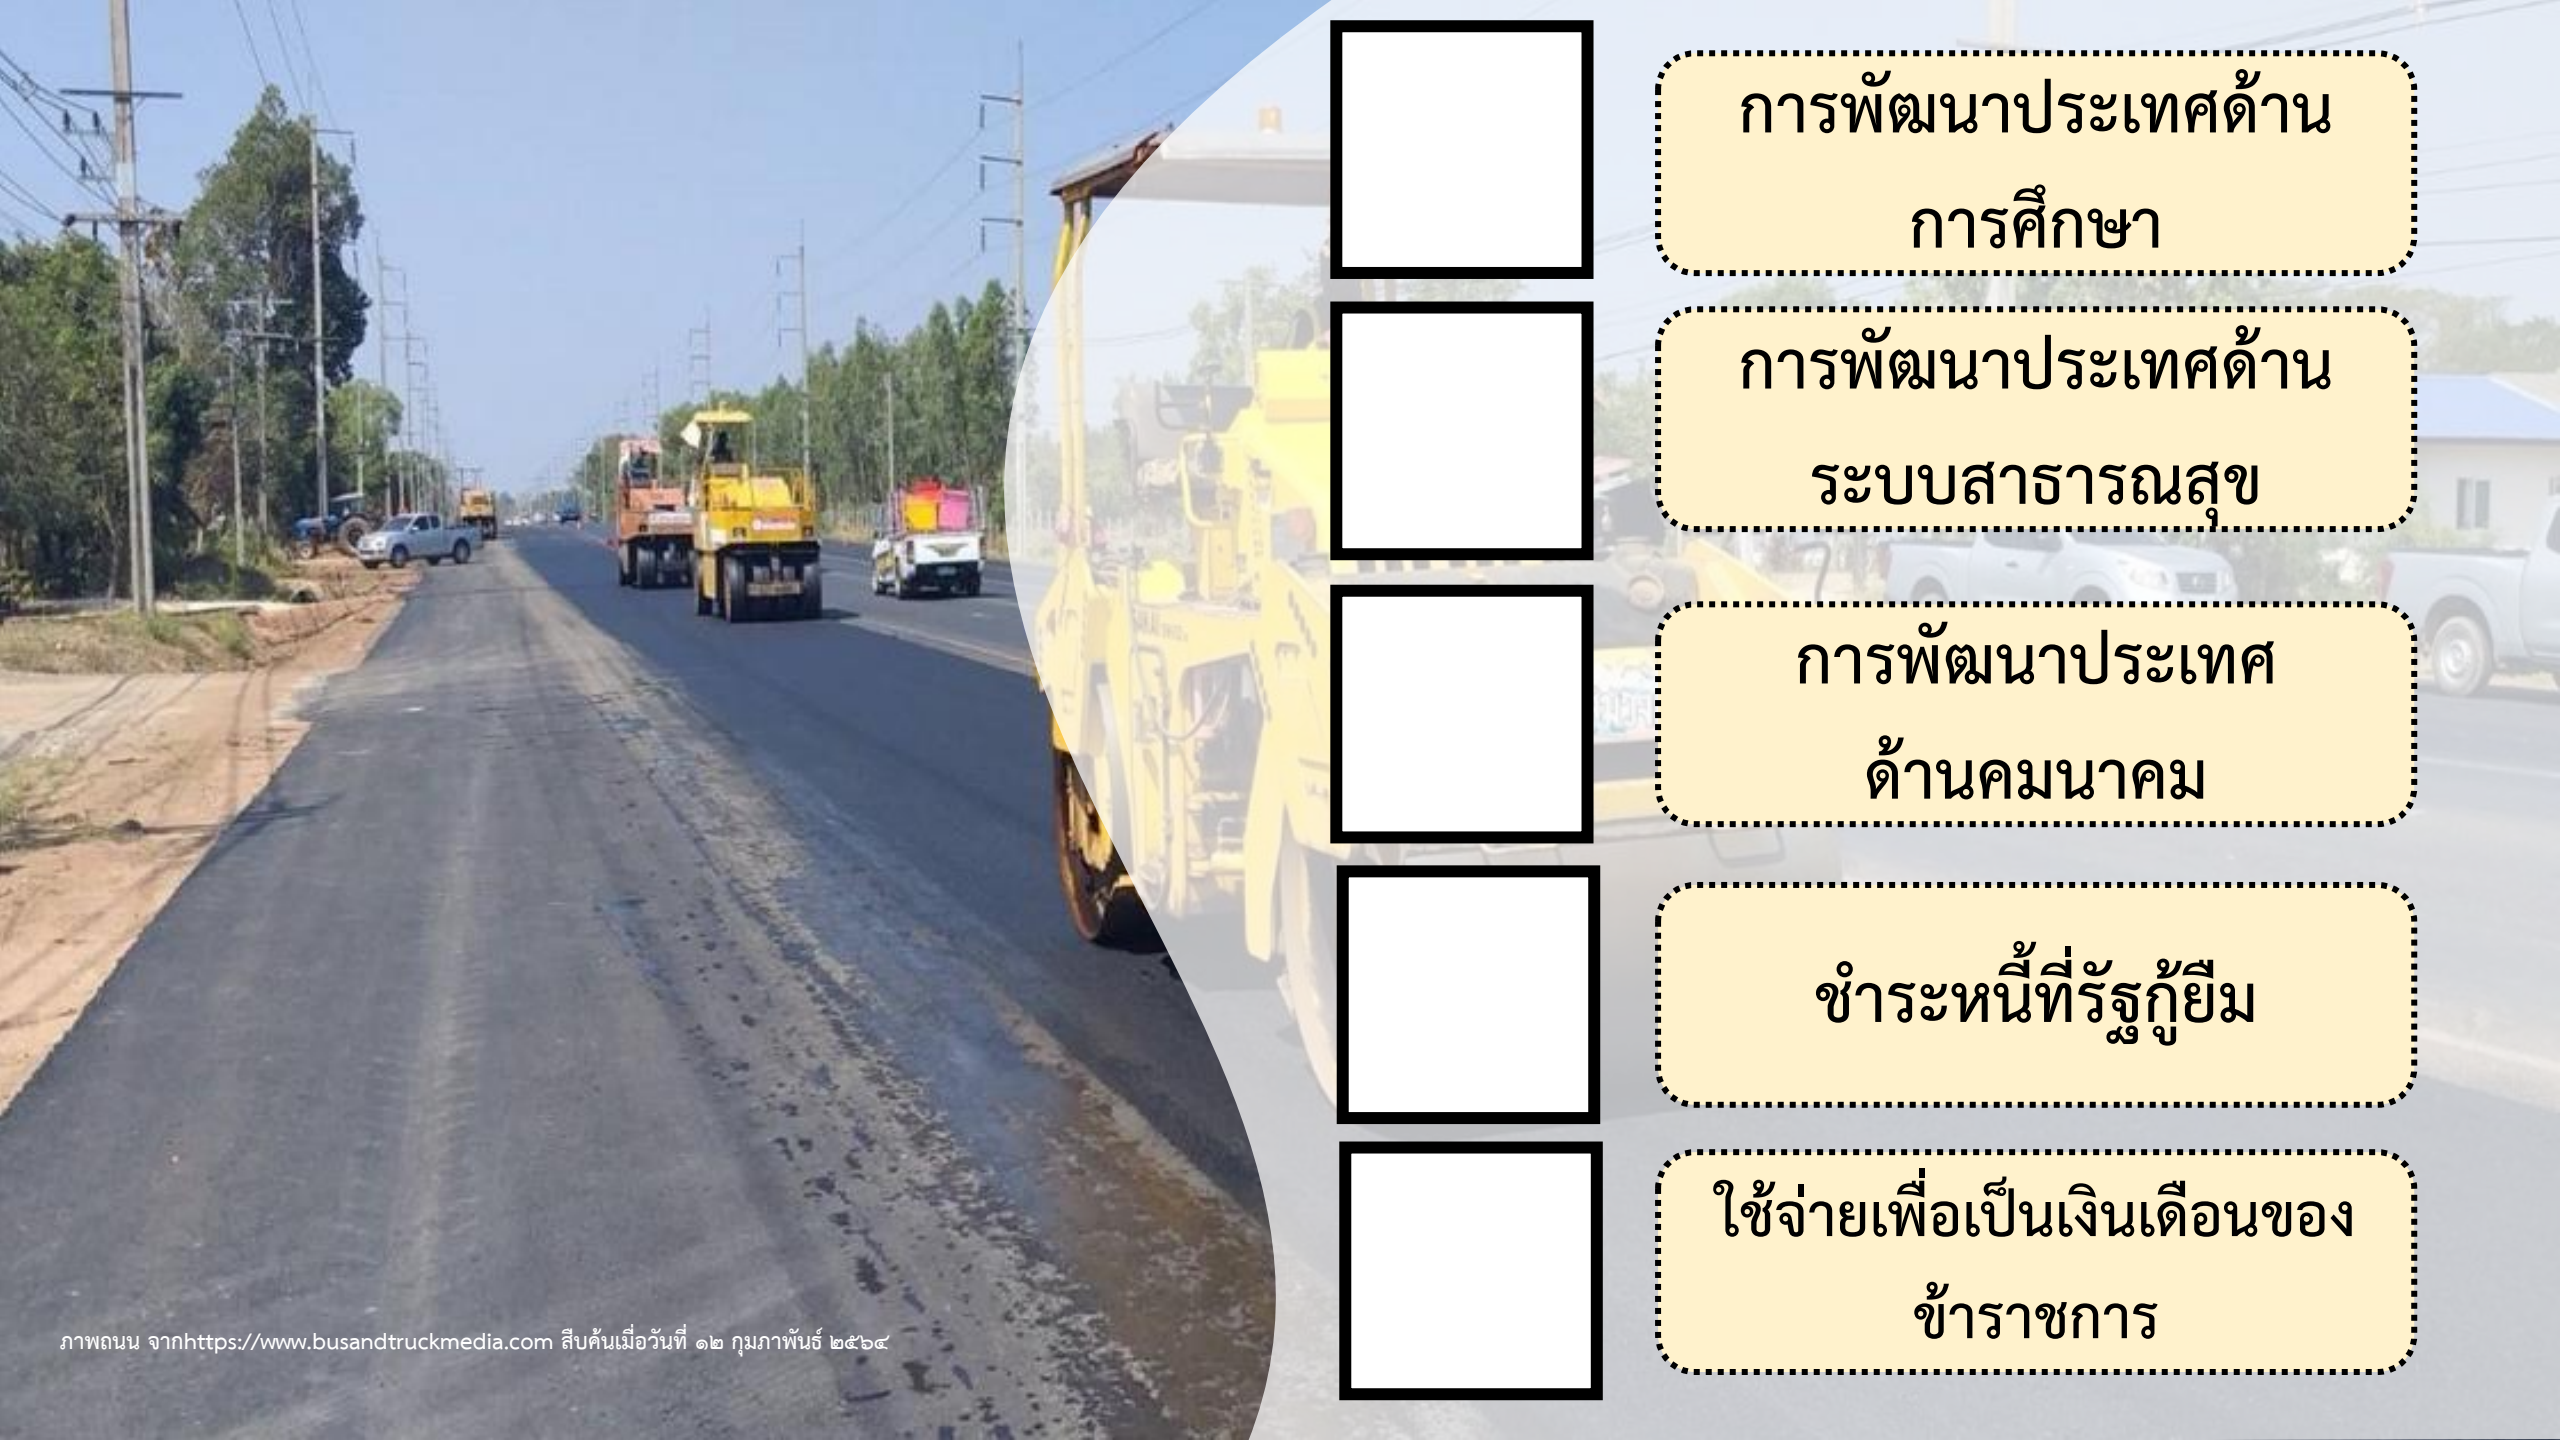 การพัฒนาประเทศด้าน
การศึกษา
การพัฒนาประเทศด้าน
ระบบสาธารณสุข
การพัฒนาประเทศ
ด้านคมนาคม
ชำระหนี้ที่รัฐกู้ยืม
ใช้จ่ายเพื่อเป็นเงินเดือนของ
ข้าราชการ
ภาพถนน จากhttps://www.busandtruckmedia.com สืบค้นเมื่อวันที่ ๑๒ กุมภาพันธ์ ๒๕๖๔